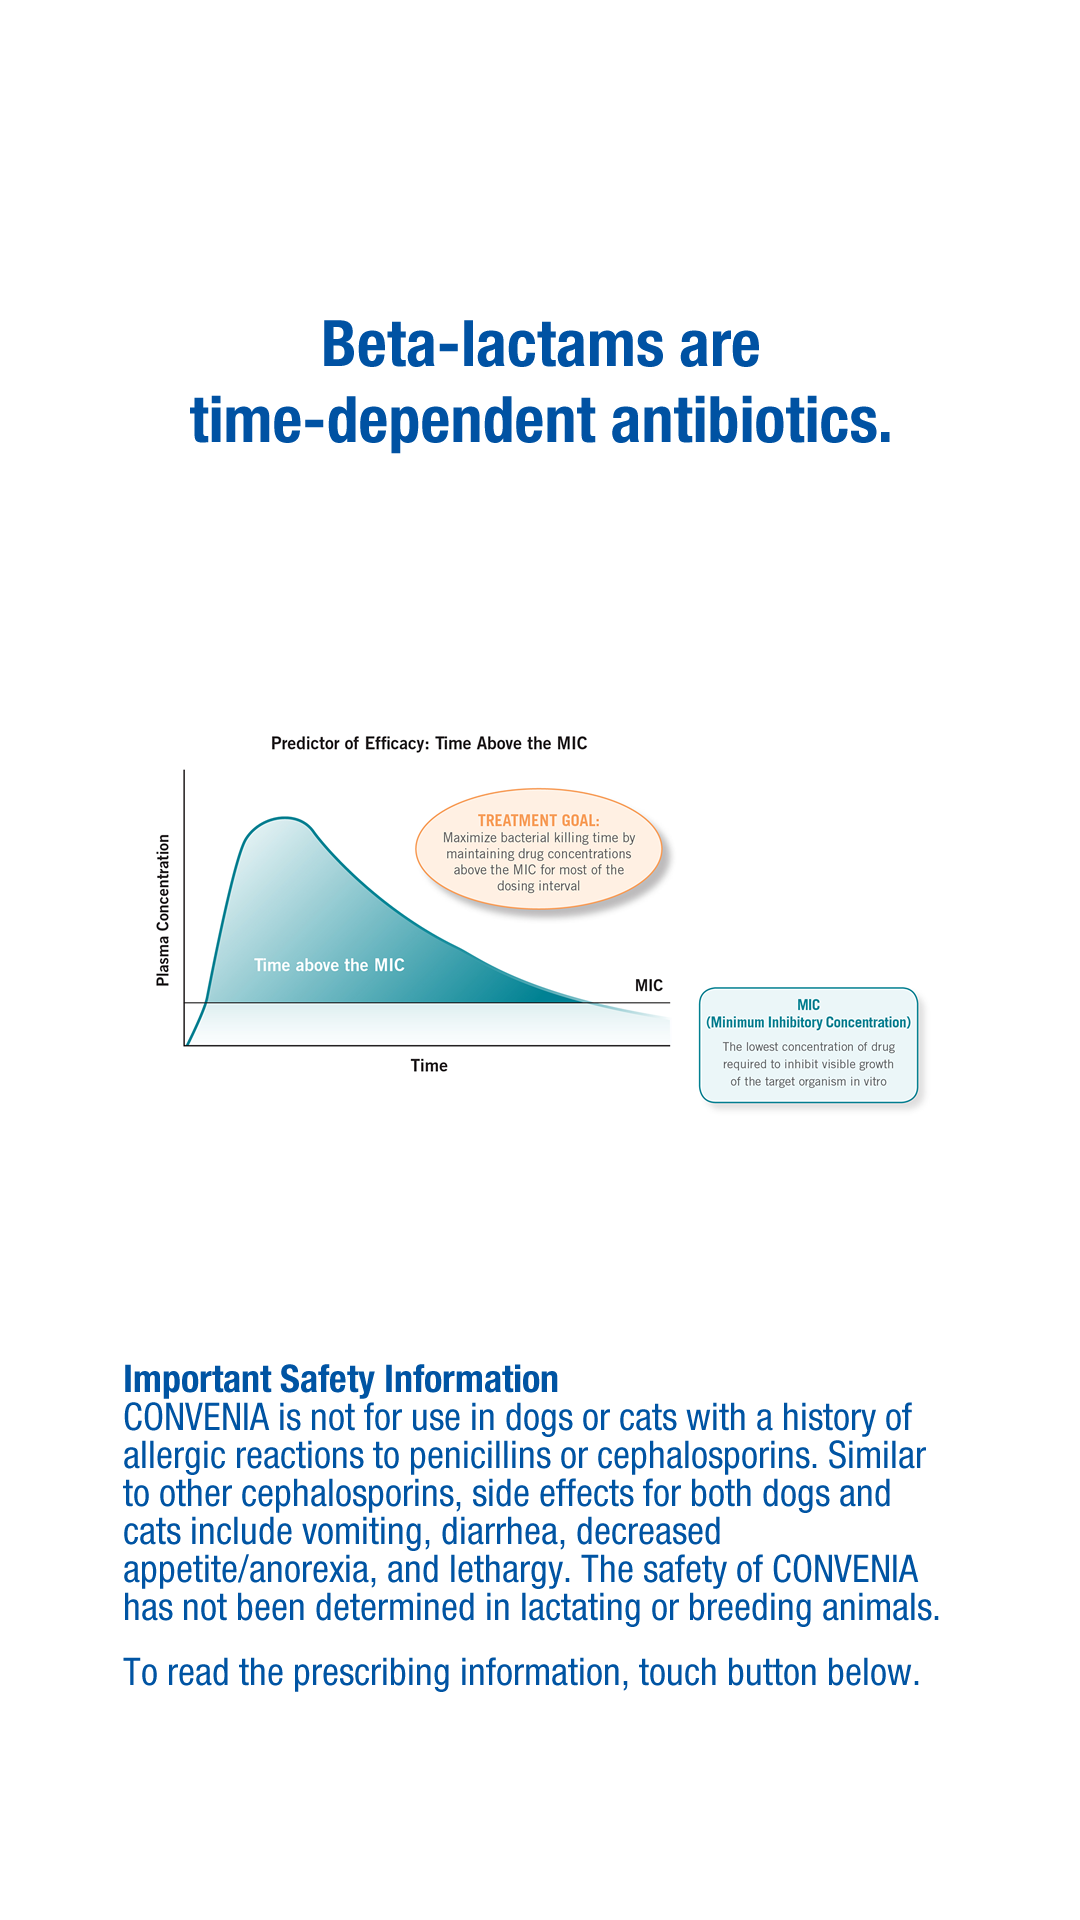 Beta-lactams are
time-dependent antibiotics.
Predictor of Efficacy: Time Above the MIC
TREATMENT GOAL:
Maximize bacterial killing time by
maintaining drug concentrations
above the MIC for most of the
dosing interval
Plasma Concentration
Time above the MIC
MIC
Time
MIC
(Minimum Inhibitory Concentration)
The lowest concentration of drug
required to inhibit visible growth
of the target organism in vitro
Important Safety Information
CONVENIA is not for use in dogs or cats with a history of
allergic reactions to penicillins or cephalosporins. Similar
to other cephalosporins, side effects for both dogs and
cats include vomiting, diarrhea, decreased
appetite/anorexia, and lethargy. The safety of CONVENIA
has not been determined in lactating or breeding animals.
To read the prescribing information, touch button below.